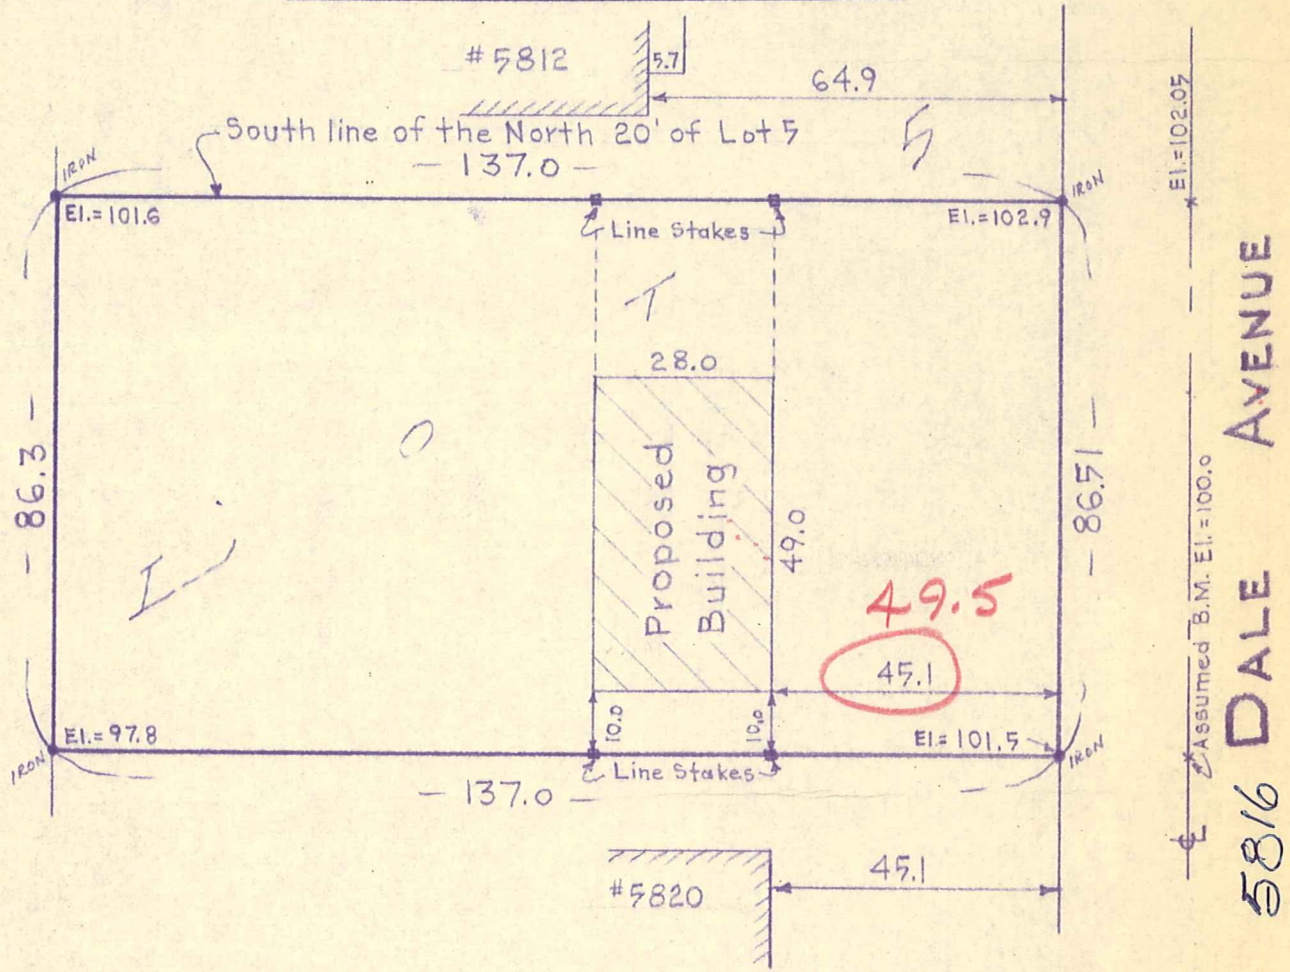 #5812
5.7
64.9
El.=102.05
South line of the North 20' of Lot 5
- 137.0 -
5
IRON
IRON
El.=101.6
El.=102.9
Line Stakes
T
28.0
O
L
- 86.3 -
Proposed
Building
49.0
- 86.51 -
49.5
45.1
10.0
10.0
El.=97.8
El.=101.5
IRON
IRON
Line Stakes
- 137.0 -
Assumed B.M. El.=100.0
DALE AVENUE
℄
#5820
45.1
5816